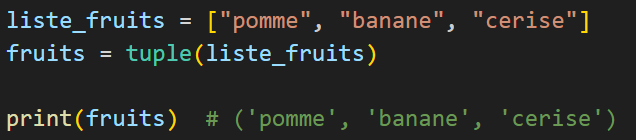 liste_fruits = ["pomme", "banane", "cerise"]
fruits = tuple(liste_fruits)
print(fruits)  # ('pomme', 'banane', 'cerise')